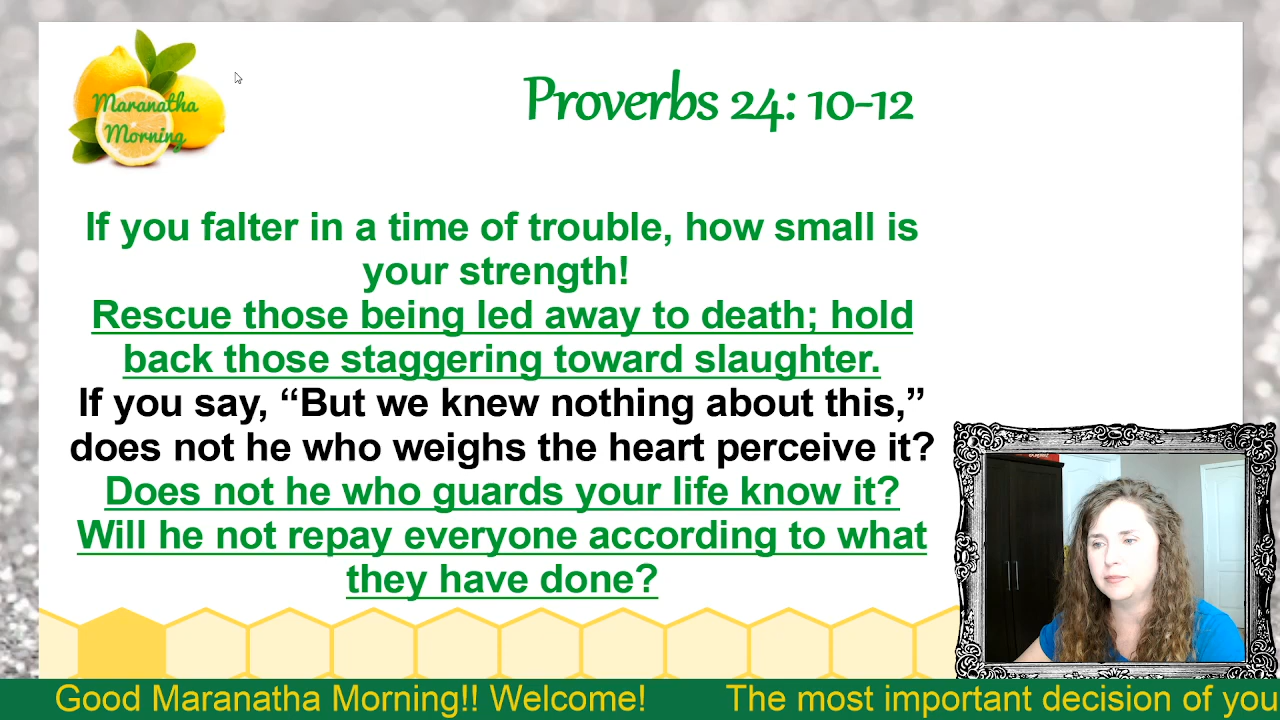 Maranatha
Morning
Proverbs 24: 10-12
If you falter in a time of trouble, how small is
your strength!
Rescue those being led away to death; hold
back those staggering toward slaughter.
If you say, “But we knew nothing about this,”
does not he who weighs the heart perceive it?
Does not he who guards your life know it?
Will he not repay everyone according to what
they have done?
Good Maranatha Morning!! Welcome! The most important decision of you